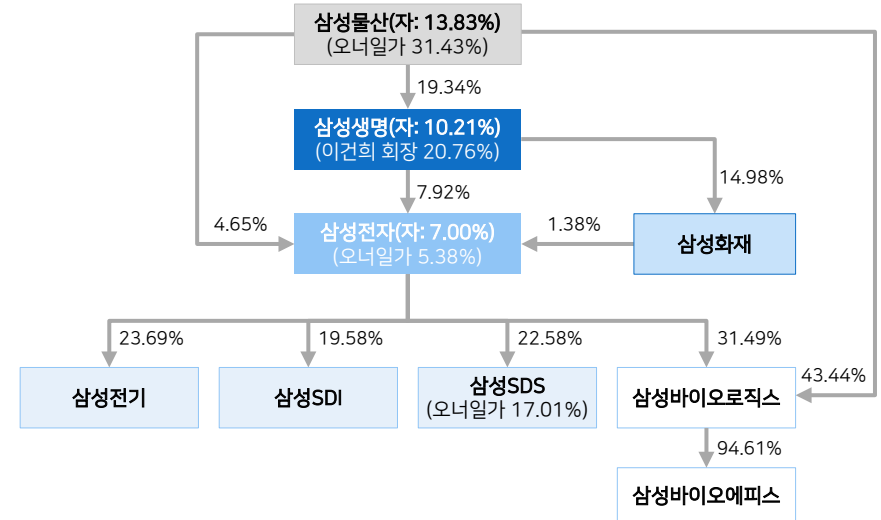 삼성물산(자: 13.83%)
(오너일가 31.43%)
19.34%
삼성생명(자: 10.21%)
(이건희 회장 20.76%)
14.98%
7.92%
4.65%
삼성전자(자: 7.00%)
(오너일가 5.38%)
1.38%
삼성화재
23.69%
19.58%
22.58%
31.49%
43.44%
삼성전기
삼성SDI
삼성SDS
(오너일가 17.01%)
삼성바이오로직스
94.61%
삼성바이오에피스